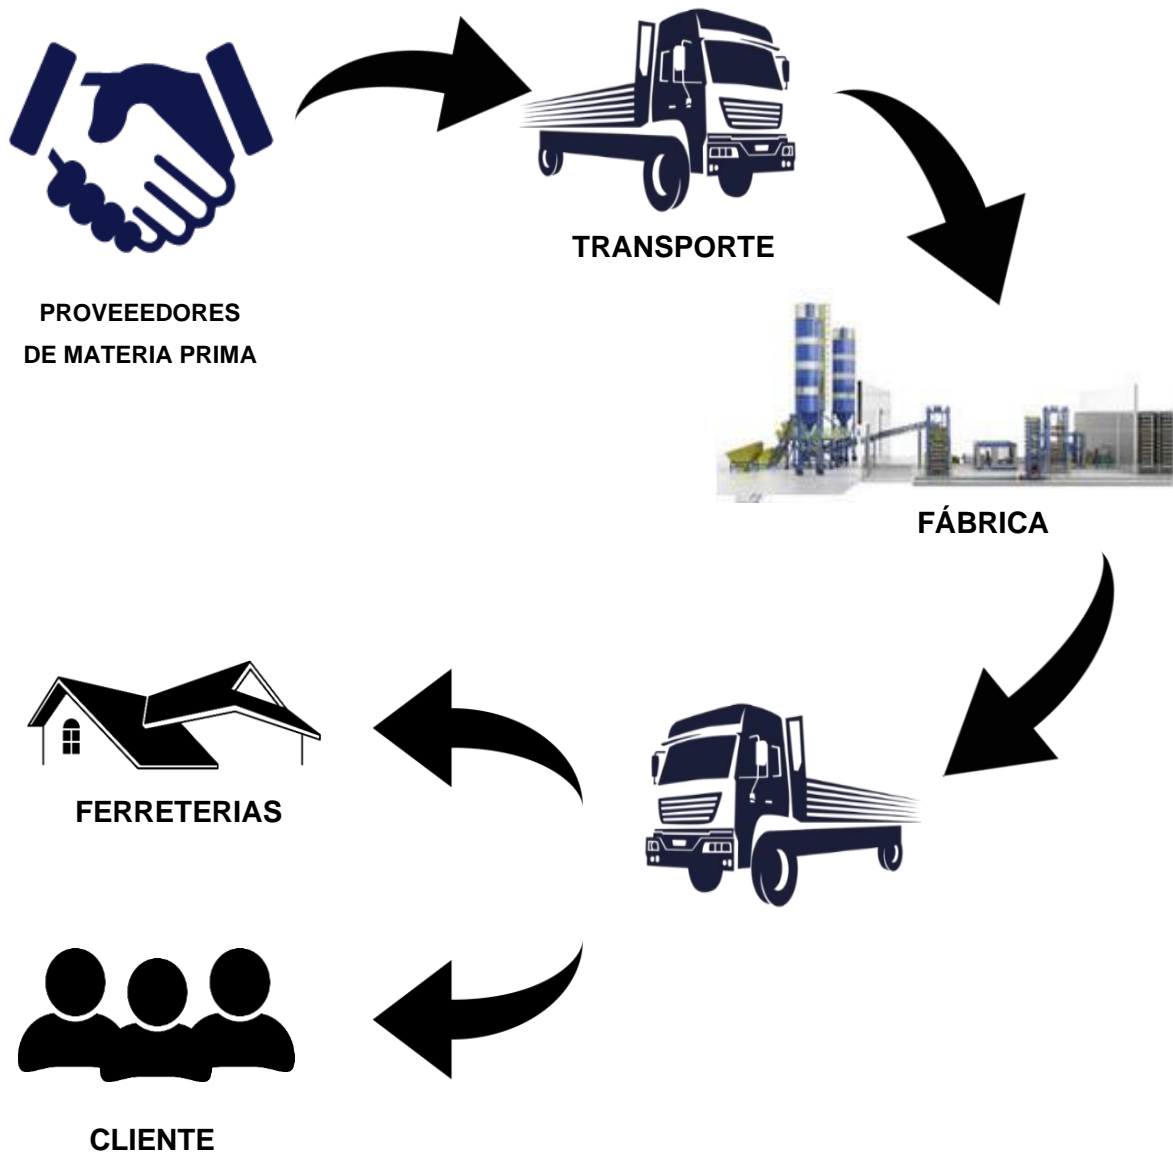 TRANSPORTE
PROVEEEDORES
DE MATERIA PRIMA
FÁBRICA
FERRETERIAS
CLIENTE